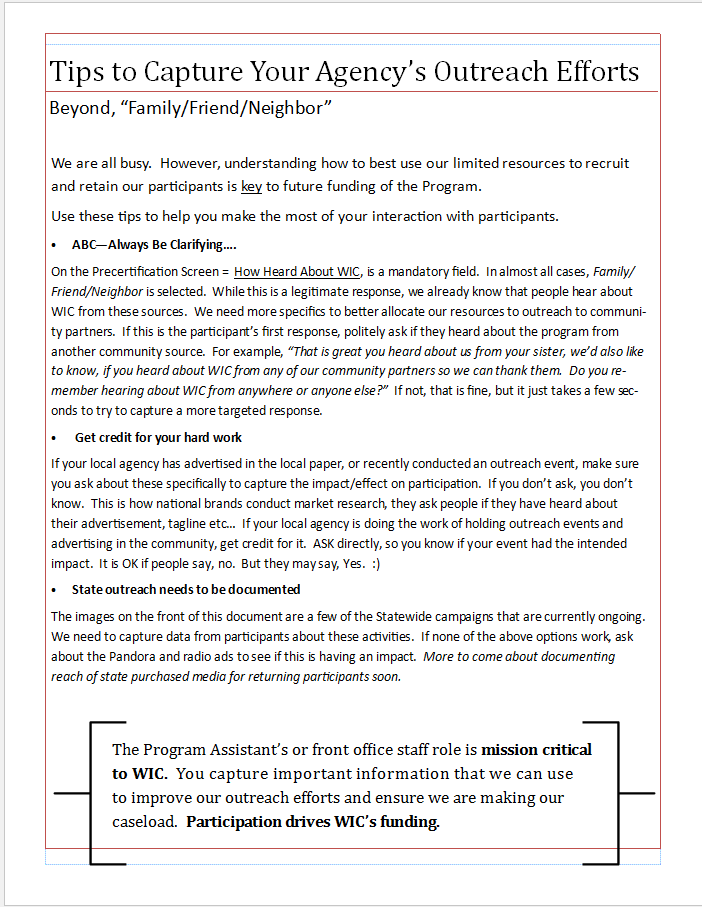 Tips to Capture Your Agency's Outreach Efforts
Beyond, “Family/Friend/Neighbor”
We are all busy.  However, understanding how to best use our limited resources to recruit
and retain our participants is key to future funding of the Program.
Use these tips to help you make the most of your interaction with participants.
• ABC—Always Be Clarifying....
On the Precertification Screen = How Heard About WIC, is a mandatory field.  In almost all cases, Family/
Friend/Neighbor is selected.  While this is a legitimate response, we already know that people hear about
WIC from these sources.  We need more specifics to better allocate our resources to outreach to communi-
ty partners.  If this is the participant's first response, politely ask if they heard about the program from
another community source.  For example, “That is great you heard about us from your sister, we'd also like
to know, if you heard about WIC from any of our community partners so we can thank them.  Do you re-
member hearing about WIC from anywhere or anyone else?”  If not, that is fine, but it just takes a few sec-
onds to try to capture a more targeted response.
• Get credit for your hard work
If your local agency has advertised in the local paper, or recently conducted an outreach event, make sure
you ask about these specifically to capture the impact/effect on participation.  If you don't ask, you don't
know.  This is how national brands conduct market research, they ask people if they have heard about
their advertisement, tagline etc...  If your local agency is doing the work of holding outreach events and
advertising in the community, get credit for it.  ASK directly, so you know if your event had the intended
impact.  It is OK if people say, no.  But they may say, Yes.  :)
• State outreach needs to be documented
The images on the front of this document are a few of the Statewide campaigns that are currently ongoing.
We need to capture data from participants about these activities.  If none of the above options work, ask
about the Pandora and radio ads to see if this is having an impact.  More to come about documenting
reach of state purchased media for returning participants soon.
The Program Assistant's or front office staff role is mission critical
to WIC.  You capture important information that we can use
to improve our outreach efforts and ensure we are making our
caseload.  Participation drives WIC's funding.